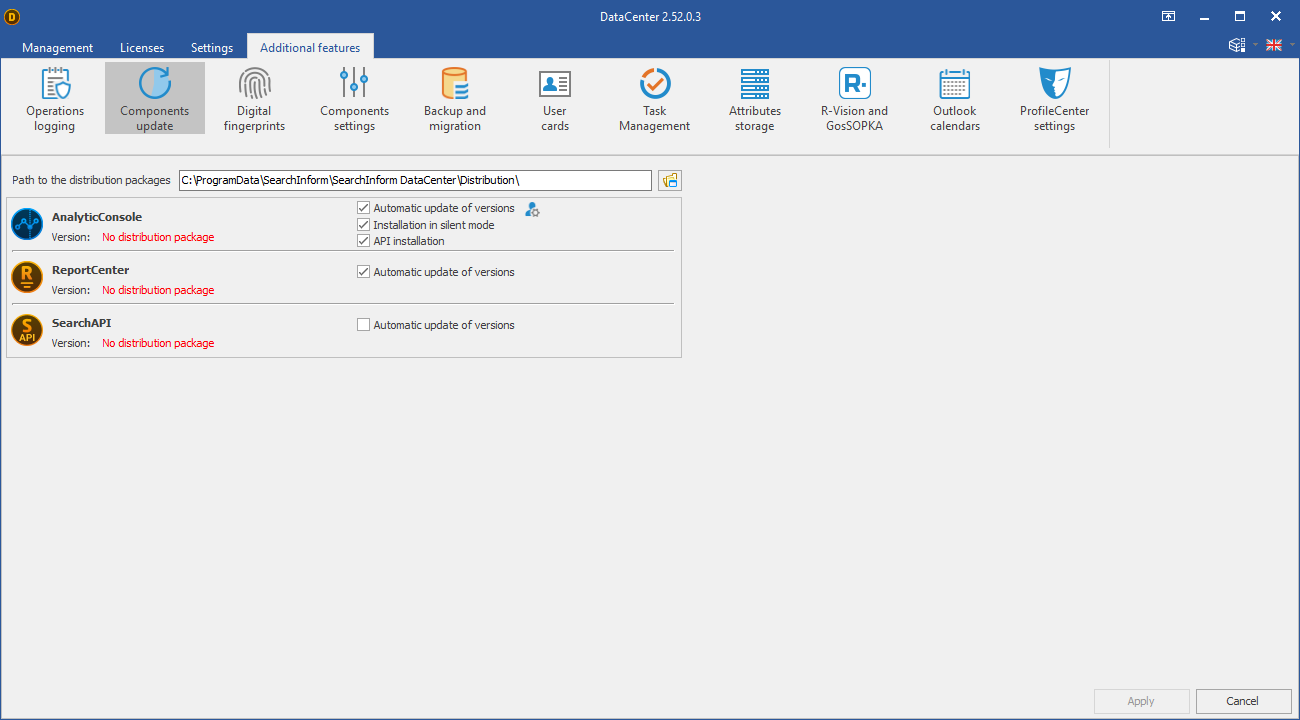 D
DataCenter 2.52.0.3
Management Licenses Settings Additional features
Operations logging
Components update
Digital fingerprints
Components settings
Backup and migration
User cards
Task Management
Attributes storage
R-Vision and GosSOPKA
Outlook calendars
ProfileCenter settings
Path to the distribution packages C:\ProgramData\SearchInform\SearchInform DataCenter\Distribution\
AnalyticConsole
Version: No distribution package
Automatic update of versions
Installation in silent mode
API installation
R
ReportCenter
Version: No distribution package
Automatic update of versions
S
API
SearchAPI
Version: No distribution package
Automatic update of versions
Apply Cancel